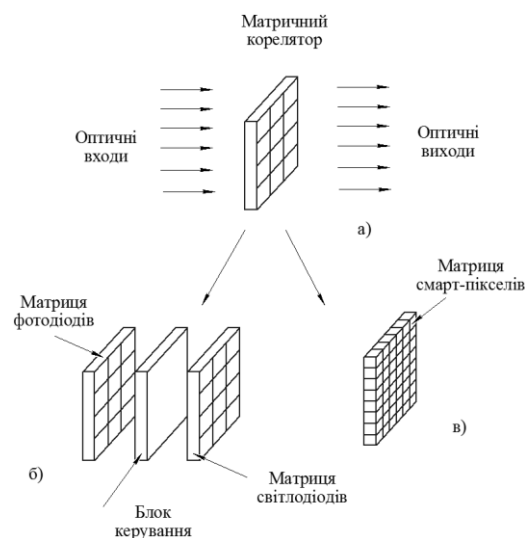 Матричний
корелятор
Оптичні
входи
Оптичні
виходи
а)
Матриця
фотодіодів
Матриця
смарт-пікселів
б)
в)
Матриця
світлодіодів
Блок
керування